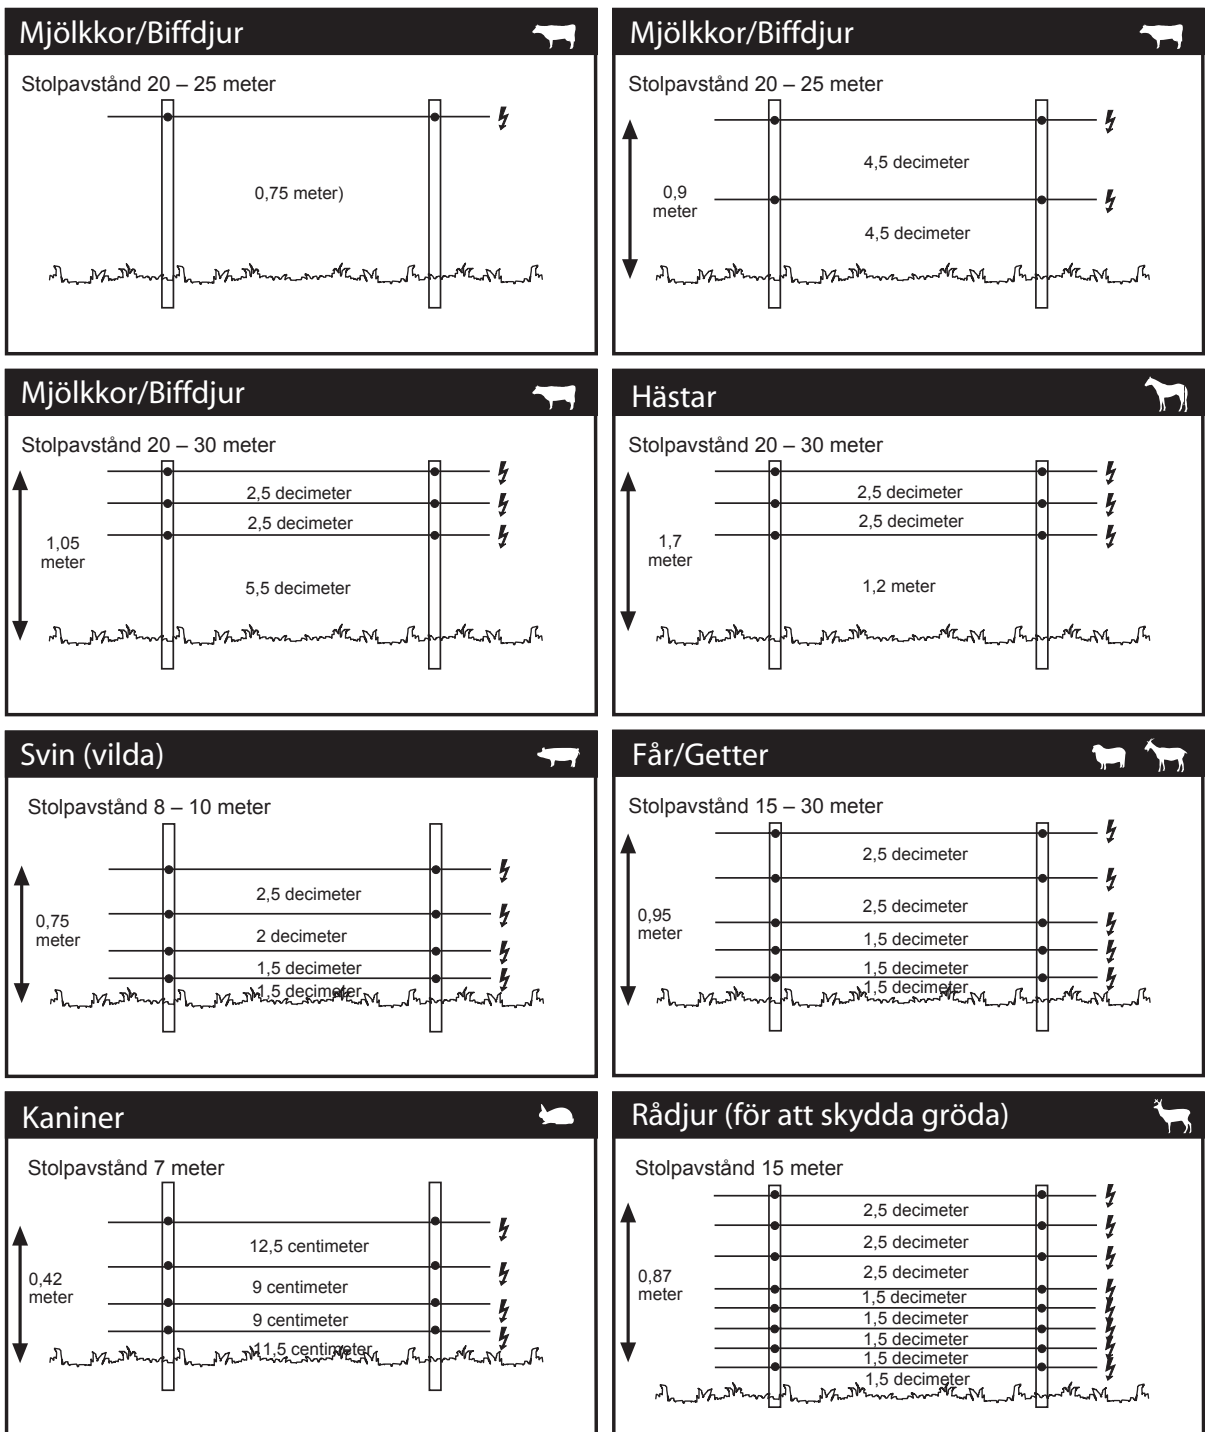 Mjölkkor/Biffdjur
Stolpavstånd 20 – 25 meter
0,75 meter)
Mjölkkor/Biffdjur
Stolpavstånd 20 – 25 meter
4,5 decimeter
0,9
meter
4,5 decimeter
Mjölkkor/Biffdjur
Stolpavstånd 20 – 30 meter
2,5 decimeter
2,5 decimeter
1,05
meter
5,5 decimeter
Hästar
Stolpavstånd 20 – 30 meter
2,5 decimeter
2,5 decimeter
1,7
meter
1,2 meter
Svin (vilda)
Stolpavstånd 8 – 10 meter
2,5 decimeter
0,75
meter
2 decimeter
1,5 decimeter
1,5 decimeter
Får/Getter
Stolpavstånd 15 – 30 meter
2,5 decimeter
2,5 decimeter
0,95
meter
1,5 decimeter
1,5 decimeter
1,5 decimeter
Kaniner
Stolpavstånd 7 meter
12,5 centimeter
0,42
meter
9 centimeter
9 centimeter
11,5 centimeter
Rådjur (för att skydda gröda)
Stolpavstånd 15 meter
2,5 decimeter
2,5 decimeter
2,5 decimeter
0,87
meter
1,5 decimeter
1,5 decimeter
1,5 decimeter
1,5 decimeter
1,5 decimeter